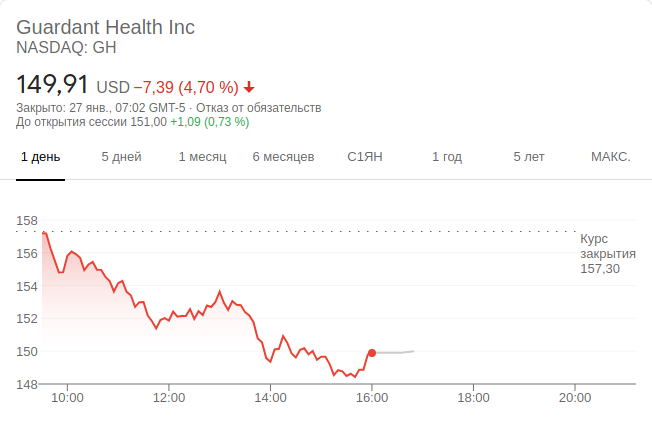 Guardant Health Inc
NASDAQ: GH
149,91 USD −7,39 (4,70 %)
Закрыто: 27 янв., 07:02 GMT-5 · Отказ от обязательств
До открытия сессии 151,00 +1,09 (0,73 %)
1 день 5 дней 1 месяц 6 месяцев С1ЯН 1 год 5 лет МАКС.
158
Курс
156 закрытия
157,30
154
152
150
148
10:00 12:00 14:00 16:00 18:00 20:00